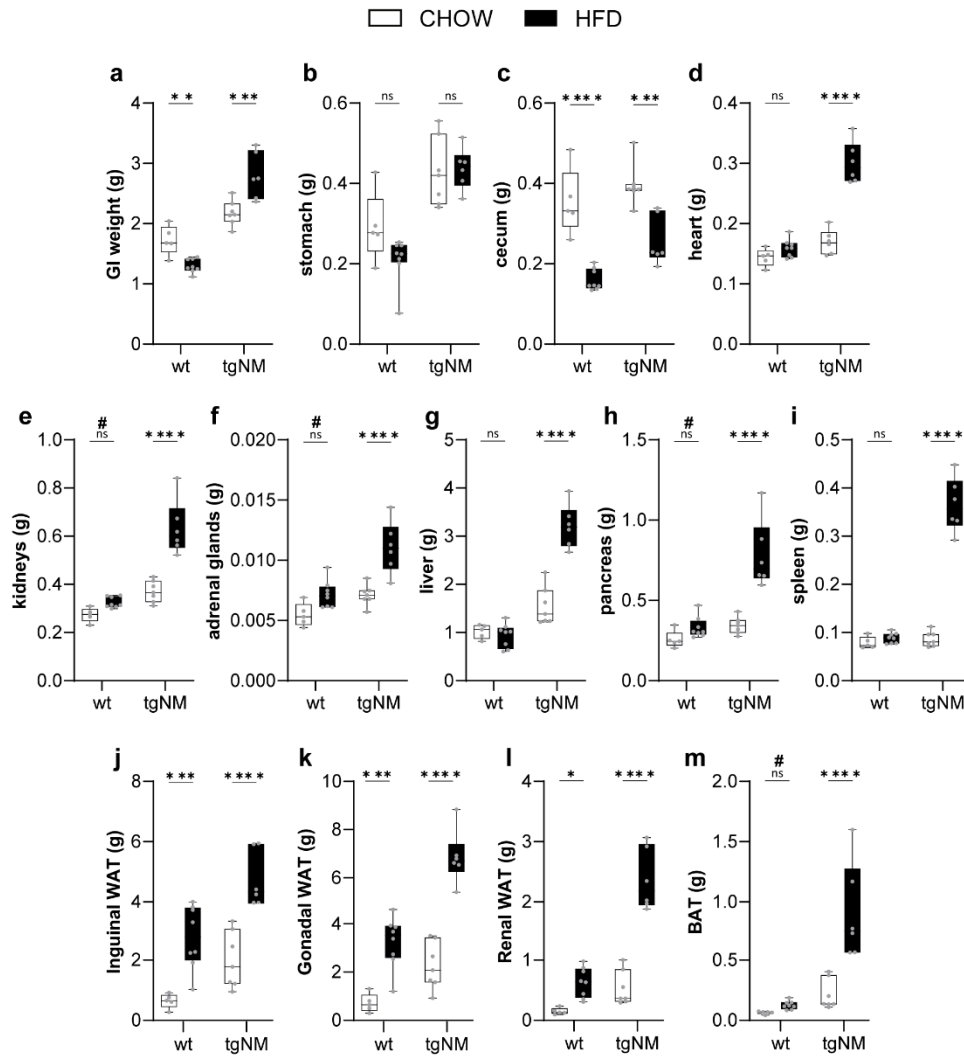 CHOW HFD
a b c d
GI weight (g)
4
3
2
1
0
** ***
wt tgNM
stomach (g)
0.6
0.4
0.2
0.0
ns ns
wt tgNM
cecum (g)
0.6
0.4
0.2
0.0
**** ***
wt tgNM
heart (g)
0.4
0.3
0.2
0.1
0.0
ns ****
wt tgNM
e f g h i
kidneys (g)
1.0
0.8
0.6
0.4
0.2
0.0
#
ns ****
wt tgNM
adrenal glands (g)
0.020
0.015
0.010
0.005
0.000
#
ns ****
wt tgNM
liver (g)
5
4
3
2
1
0
ns ****
wt tgNM
pancreas (g)
1.5
1.0
0.5
0.0
#
ns ****
wt tgNM
spleen (g)
0.5
0.4
0.3
0.2
0.1
0.0
ns ****
wt tgNM
j k l m
Inguinal WAT (g)
8
6
4
2
0
*** ****
wt tgNM
Gonadal WAT (g)
10
8
6
4
2
0
*** ****
wt tgNM
Renal WAT (g)
4
3
2
1
0
* ****
wt tgNM
BAT (g)
2.0
1.5
1.0
0.5
0.0
#
ns ****
wt tgNM